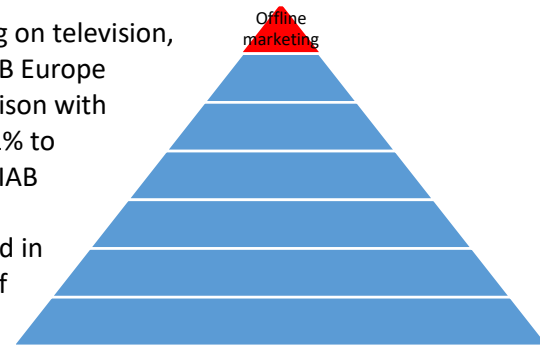 g on television,
B Europe
ison with
% to
IAB
d in
f
Offline
marketing